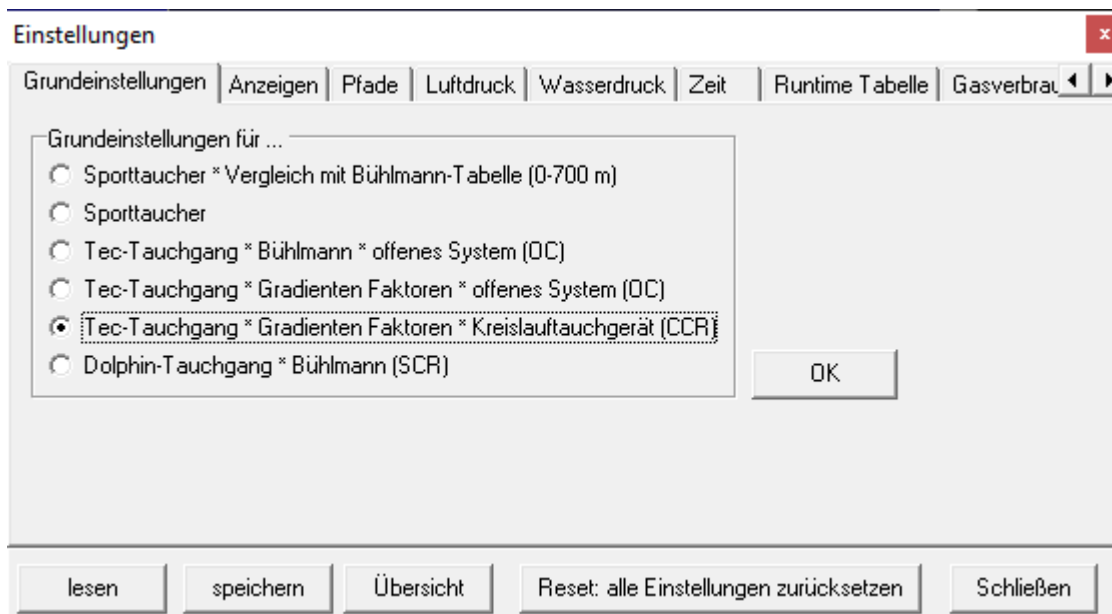 Einstellungen
x
Grundeinstellungen Anzeigen Pfade Luftdruck Wasserdruck Zeit Runtime Tabelle
Grundeinstellungen für ...
Sporttaucher * Vergleich mit Bühlmann-Tabelle (0-700 m)
Sporttaucher
Tec-Tauchgang * Bühlmann * offenes System (OC)
Tec-Tauchgang * Gradienten Faktoren * offenes System (OC)
Tec-Tauchgang * Gradienten Faktoren * Kreislauftauchgerät (CCR)
Dolphin-Tauchgang * Bühlmann (SCR)
OK
lesen speichern Übersicht Reset: alle Einstellungen zurücksetzen Schließen